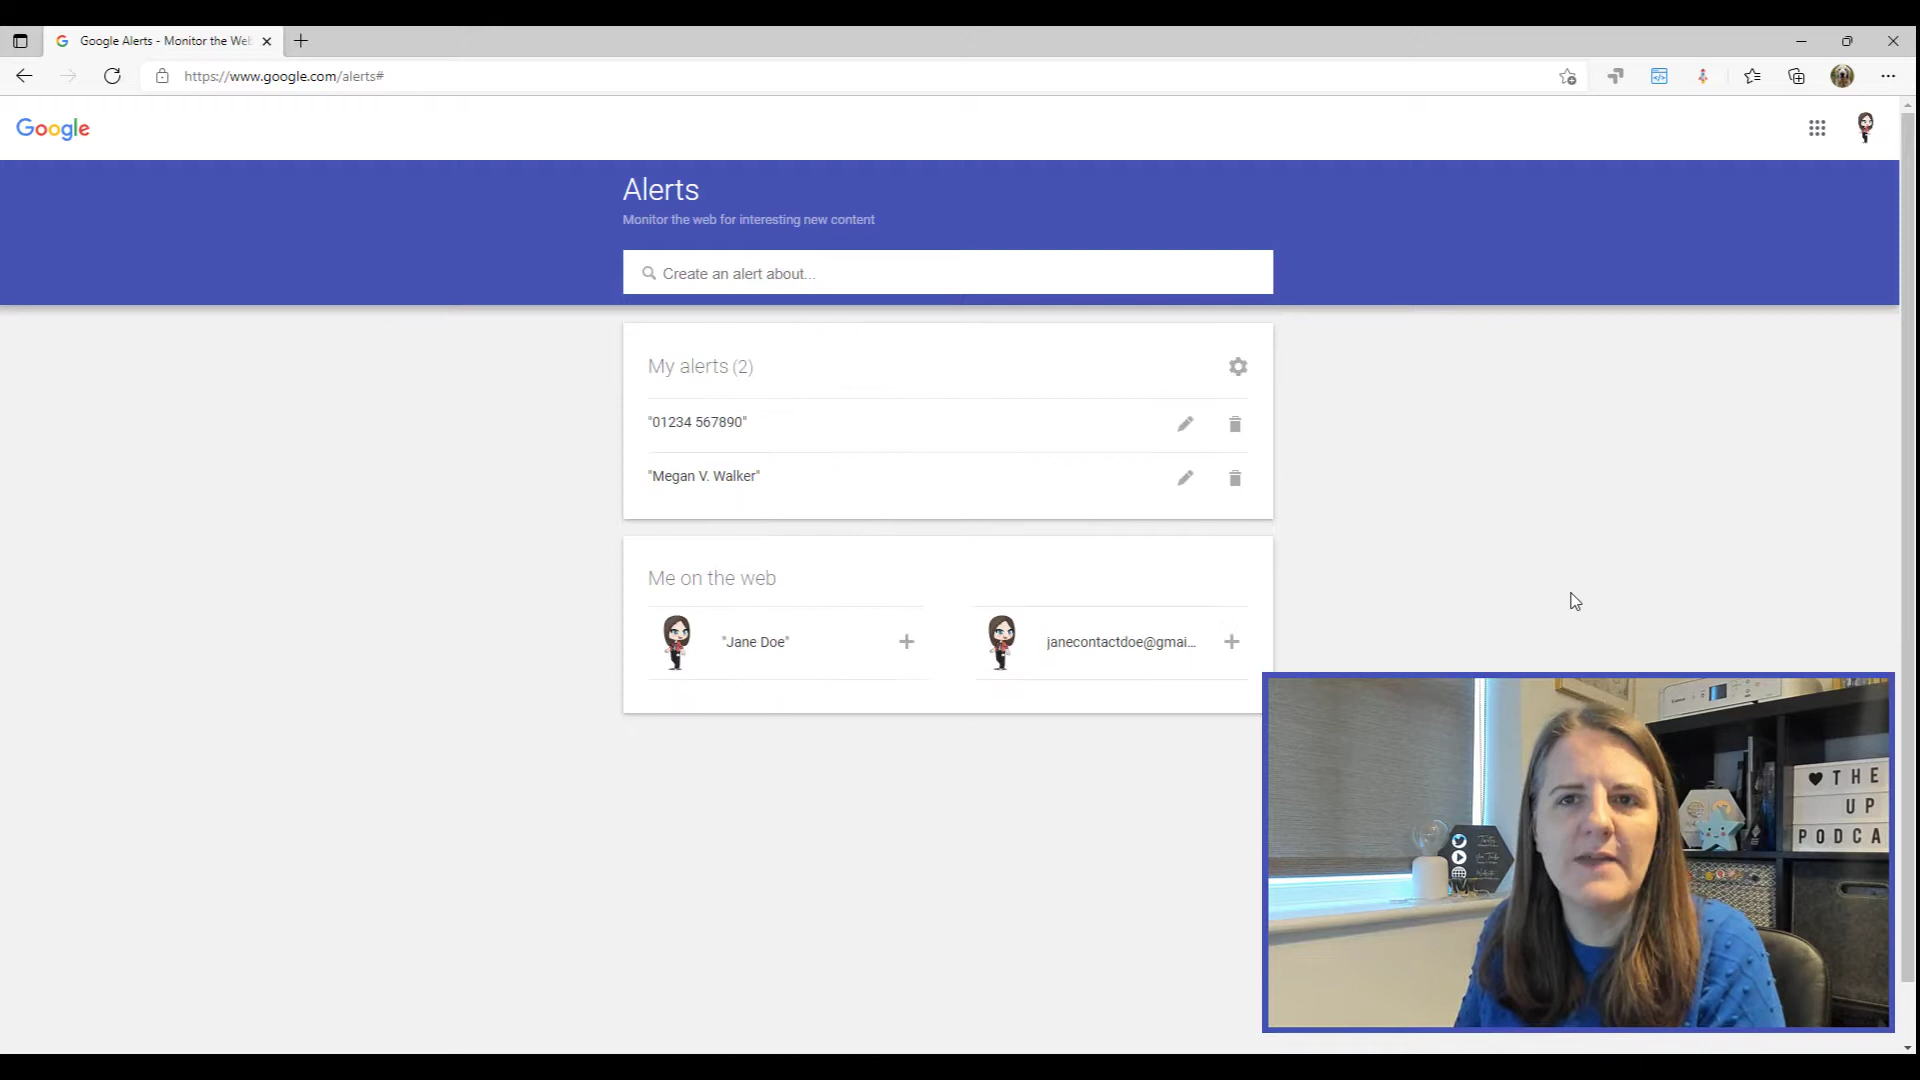 Google Alerts - Monitor the Wel
https://www.google.com/alerts#
Google
Alerts
Monitor the web for interesting new content
Create an alert about...
My alerts (2)
"01234 567890"
"Megan V. Walker"
Me on the web
"Jane Doe"
janecontactdoe@gmai...
THE
UP
PODCA